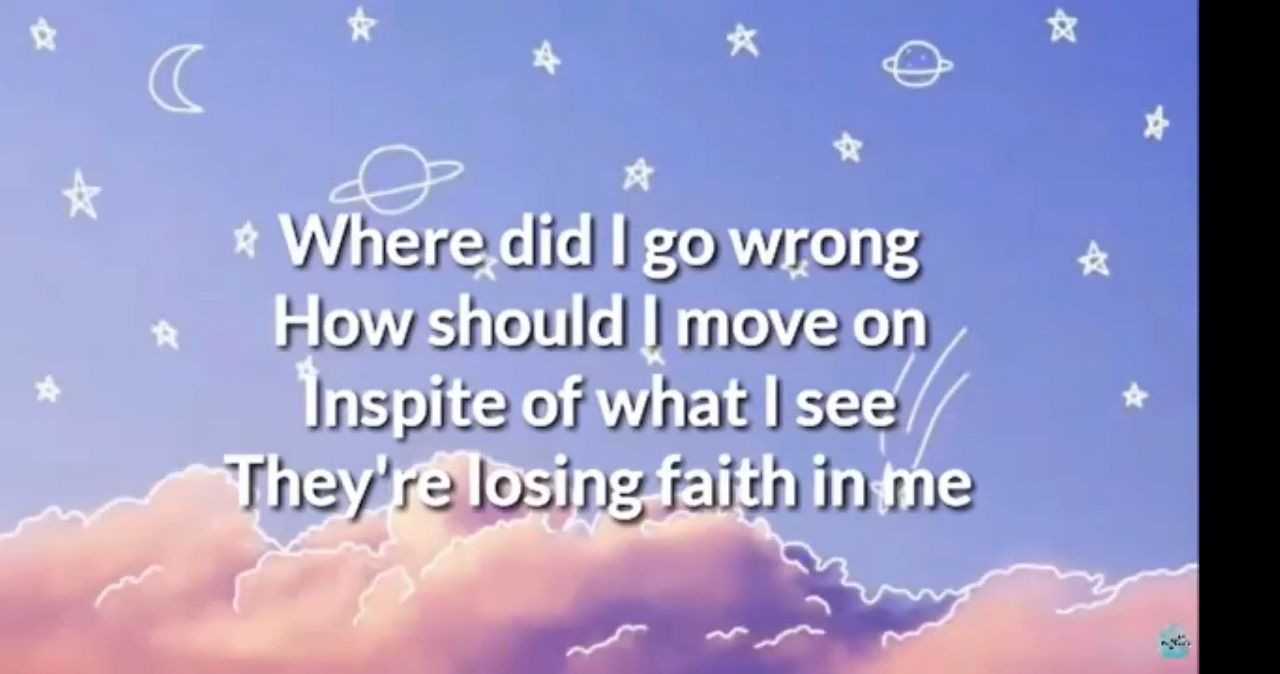 Where did I go wrong
How should I move on
Inspite of what I see
They're losing faith in me